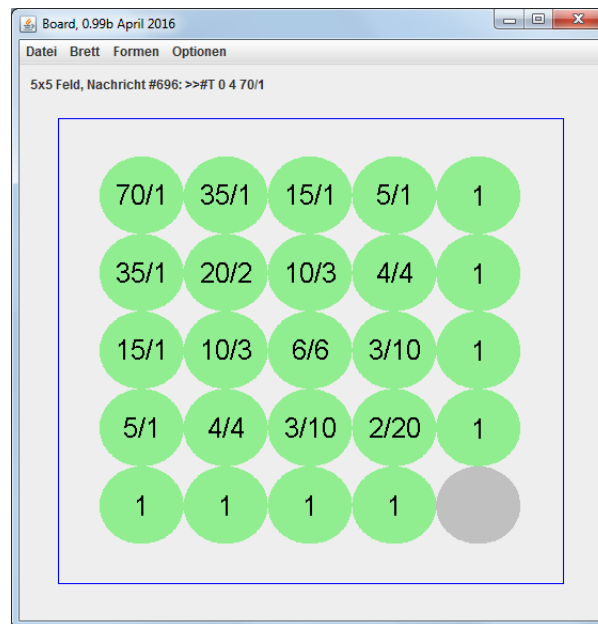 Board, 0.99b April 2016
Datei Brett Formen Optionen
5x5 Feld, Nachricht #696: >>#T 0 4 70/1
70/1 35/1 15/1 5/1 1
35/1 20/2 10/3 4/4 1
15/1 10/3 6/6 3/10 1
5/1 4/4 3/10 2/20 1
1 1 1 1